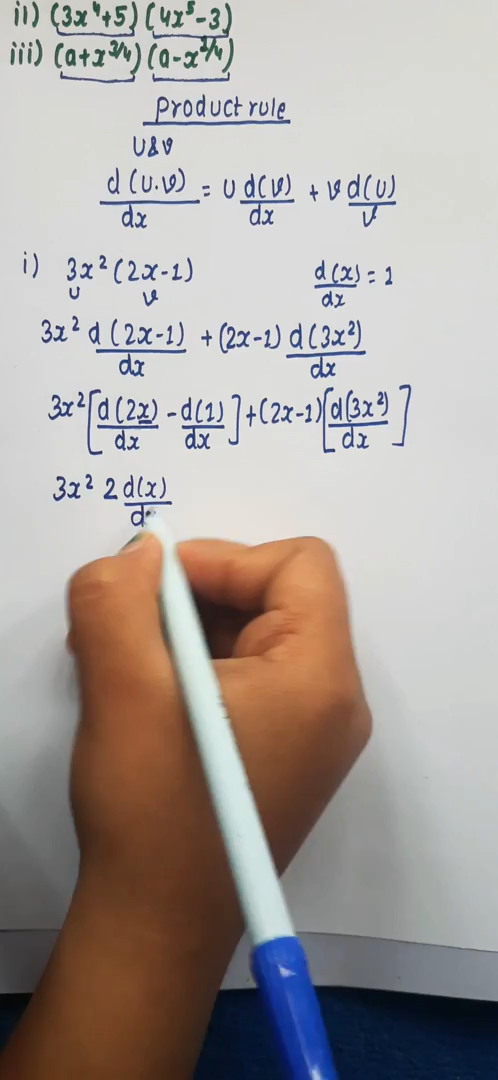 ii) (3x⁴+5) (4x⁵-3)
iii) (a+x^3/4) (a-x^3/4)
Product rule
U&v
d(U.v)/dx = U d(v)/dx + v d(U)/v
i) 3x²(2x-1) d(x)/dx = 1
U v
3x² d(2x-1)/dx + (2x-1) d(3x²)/dx
3x²[d(2x)/dx - d(1)/dx] + (2x-1)[d(3x²)/dx]
3x² 2 d(x)/d